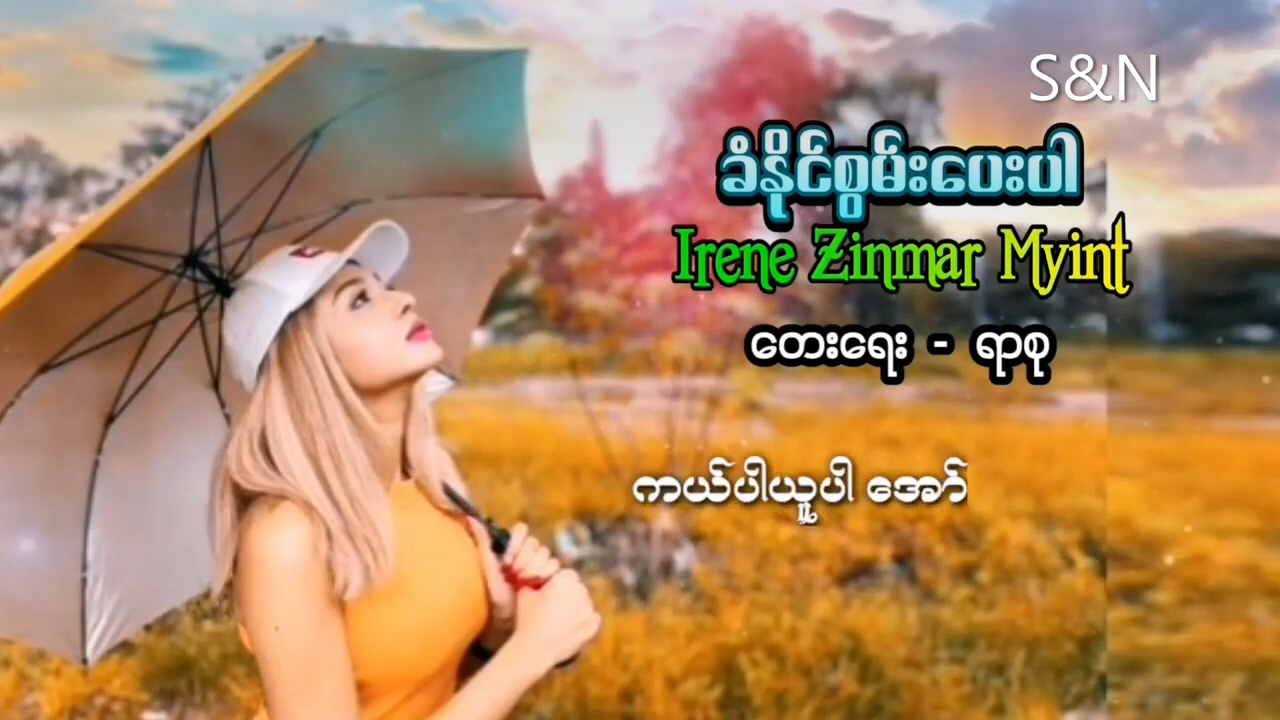 S&N
ခံနိုင်စွမ်းပေးပါ
Irene Zinmar Myint
တေးရေး - ရာစု
ကယ်ပါယူပါ အော်